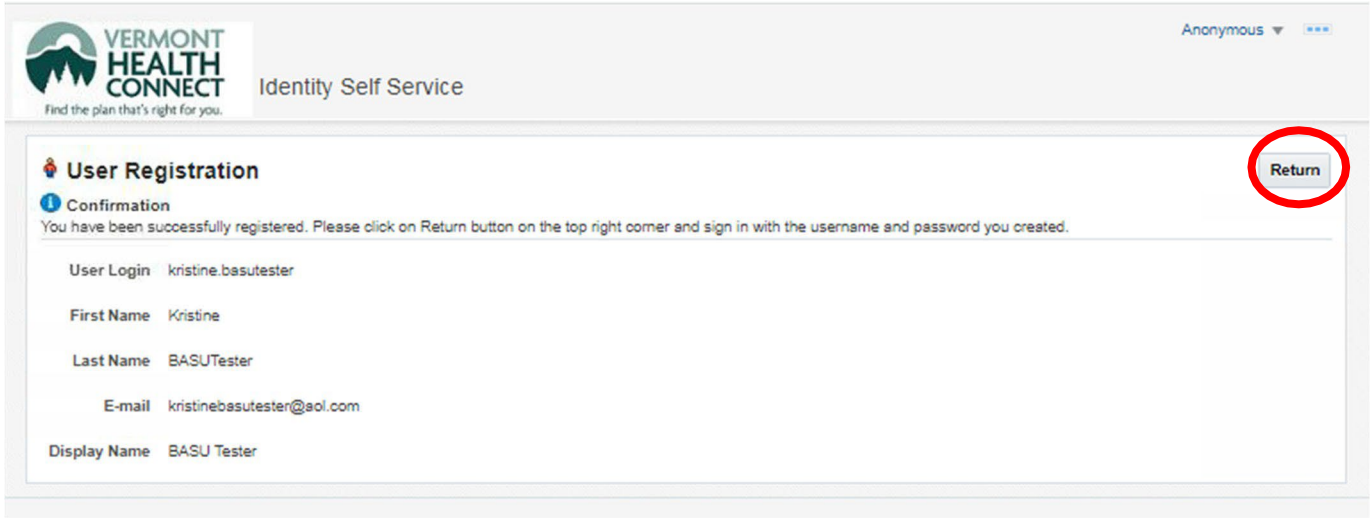 Anonymous
VERMONT
HEALTH
CONNECT
Find the plan that's right for you.
Identity Self Service
User Registration
Return
Confirmation
You have been successfully registered. Please click on Return button on the top right corner and sign in with the username and password you created.
User Login kristine.basutester
First Name Kristine
Last Name BASUTester
E-mail kristinebasutester@aol.com
Display Name BASU Tester